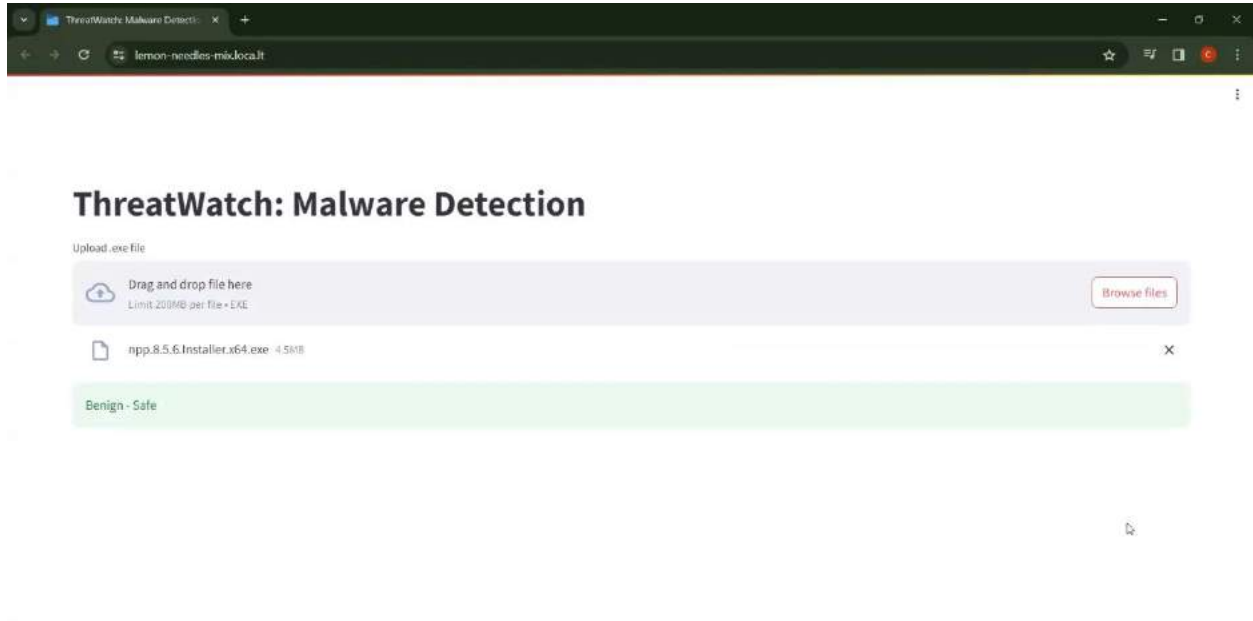 ThreatWatch: Malware Detectic
lemon-needles-mix.loca.lt
ThreatWatch: Malware Detection
Upload .exe file
Drag and drop file here
Limit 200MB per file • EXE
Browse files
npp.8.5.6.Installer.x64.exe 4.5MB
Benign - Safe